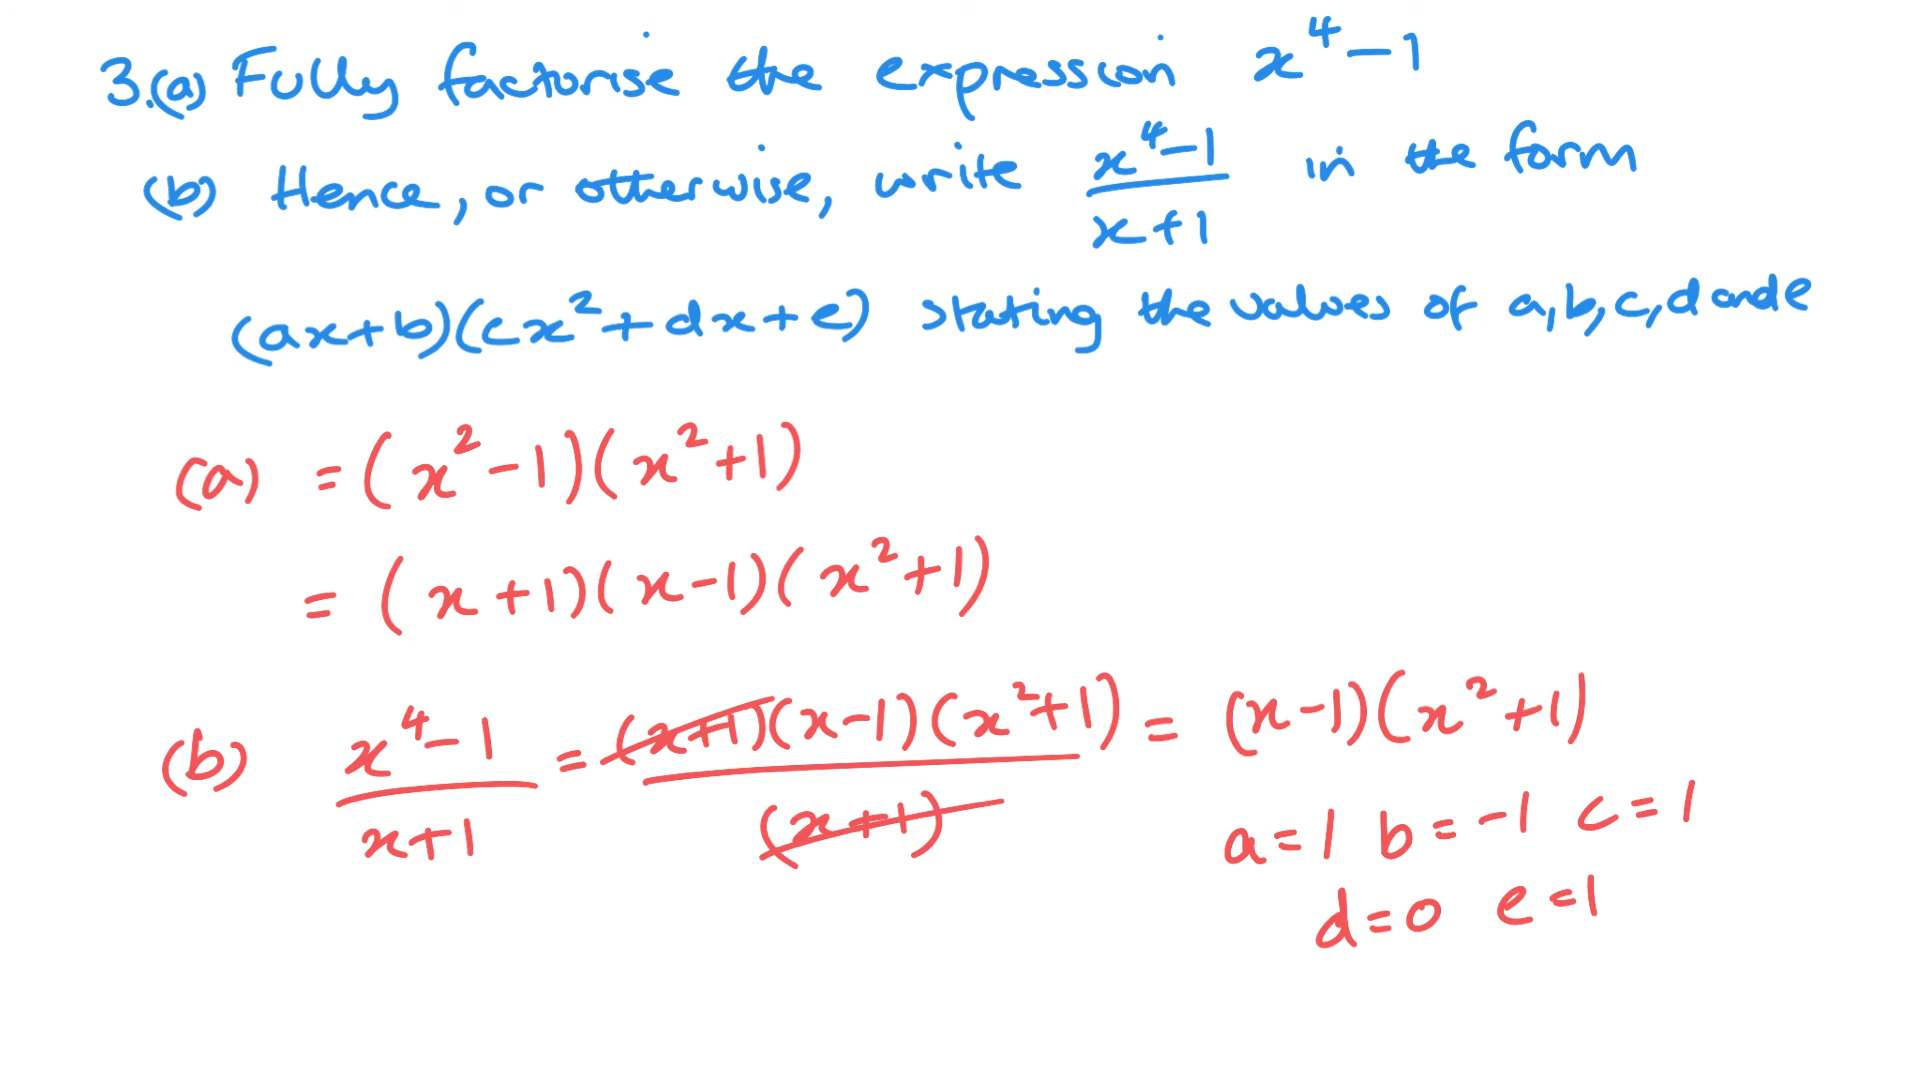 3.(a) Fully factorise the expression x⁴-1
(b) Hence, or otherwise, write (x⁴-1)/(x+1) in the form
(ax+b)(cx²+dx+e) stating the values of a,b,c,d and e
(a) =(x²-1)(x²+1)
=(x+1)(x-1)(x²+1)
(b) (x⁴-1)/(x+1) = (x+1)(x-1)(x²+1)/(x+1) = (x-1)(x²+1)
a=1 b=-1 c=1
d=0 e=1